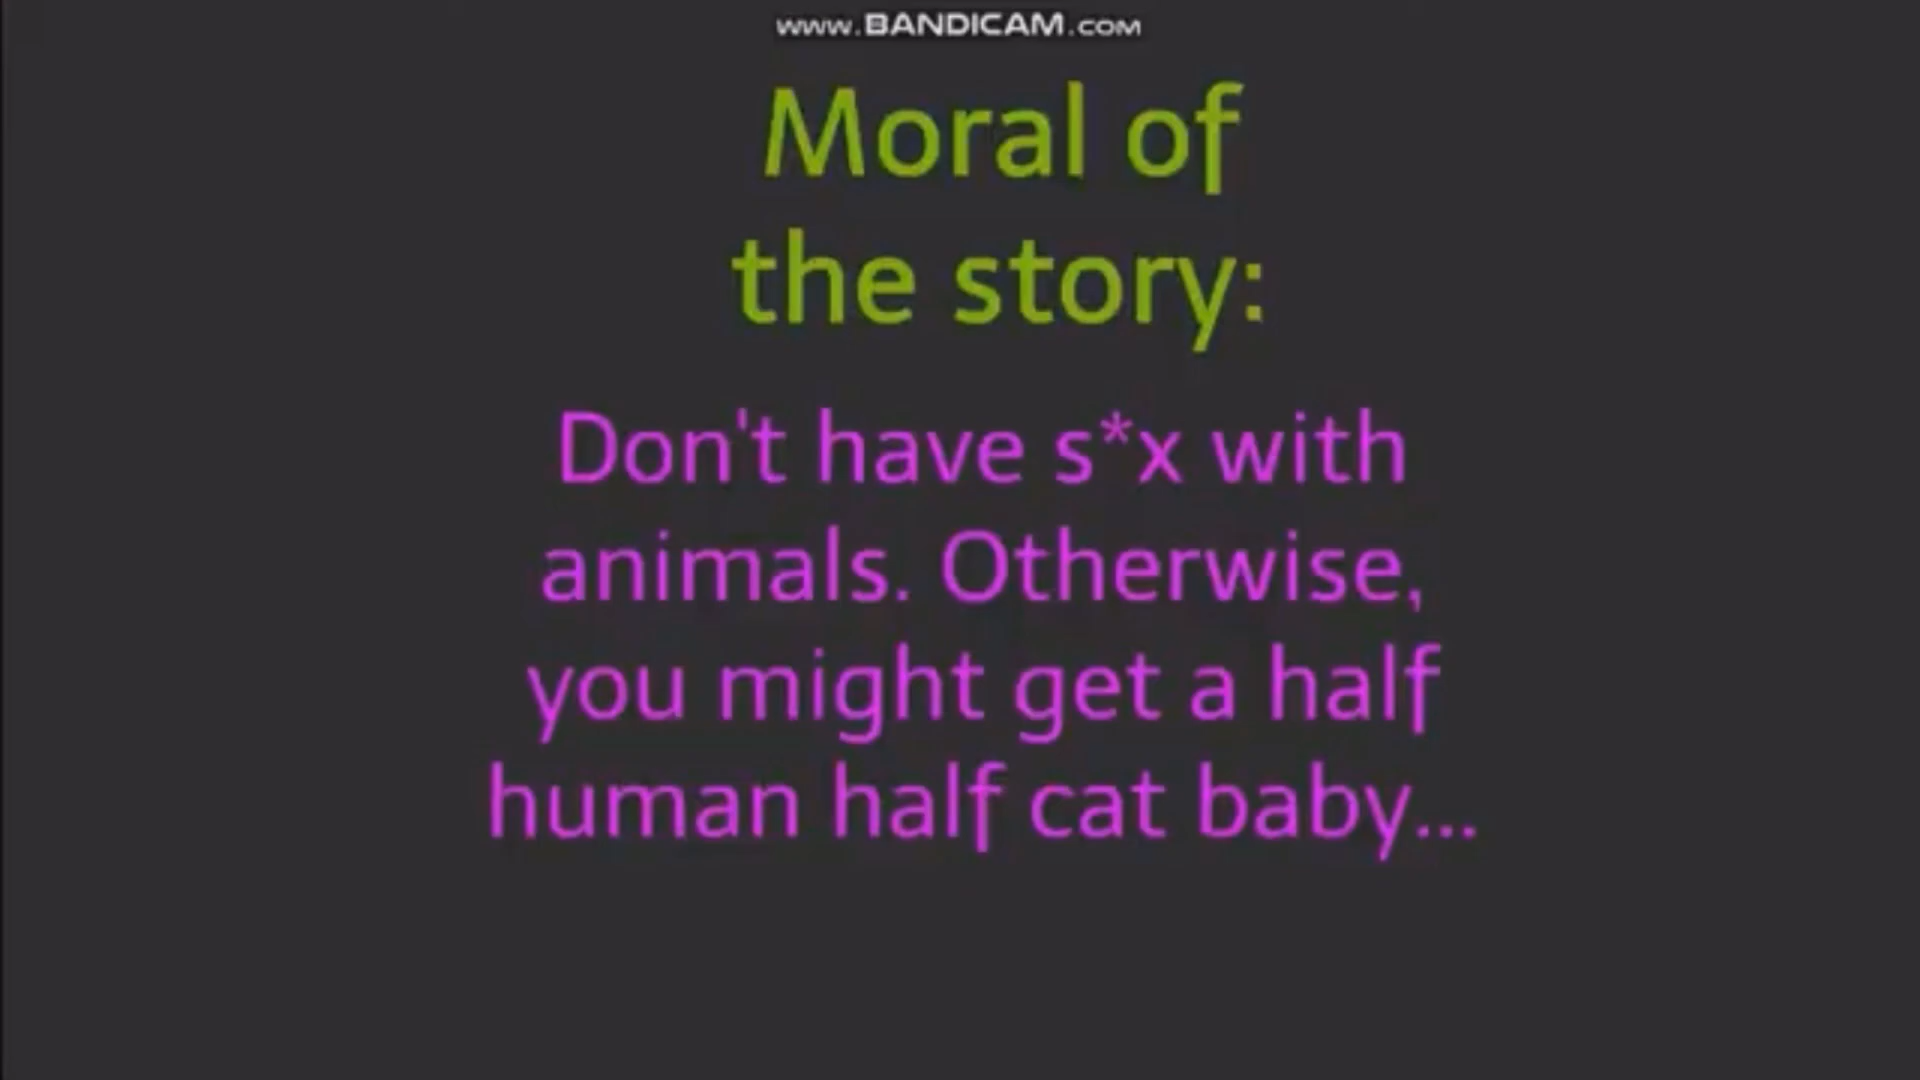 www.BANDICAM.COM
Moral of
the story:
Don't have s*x with
animals. Otherwise,
you might get a half
human half cat baby...